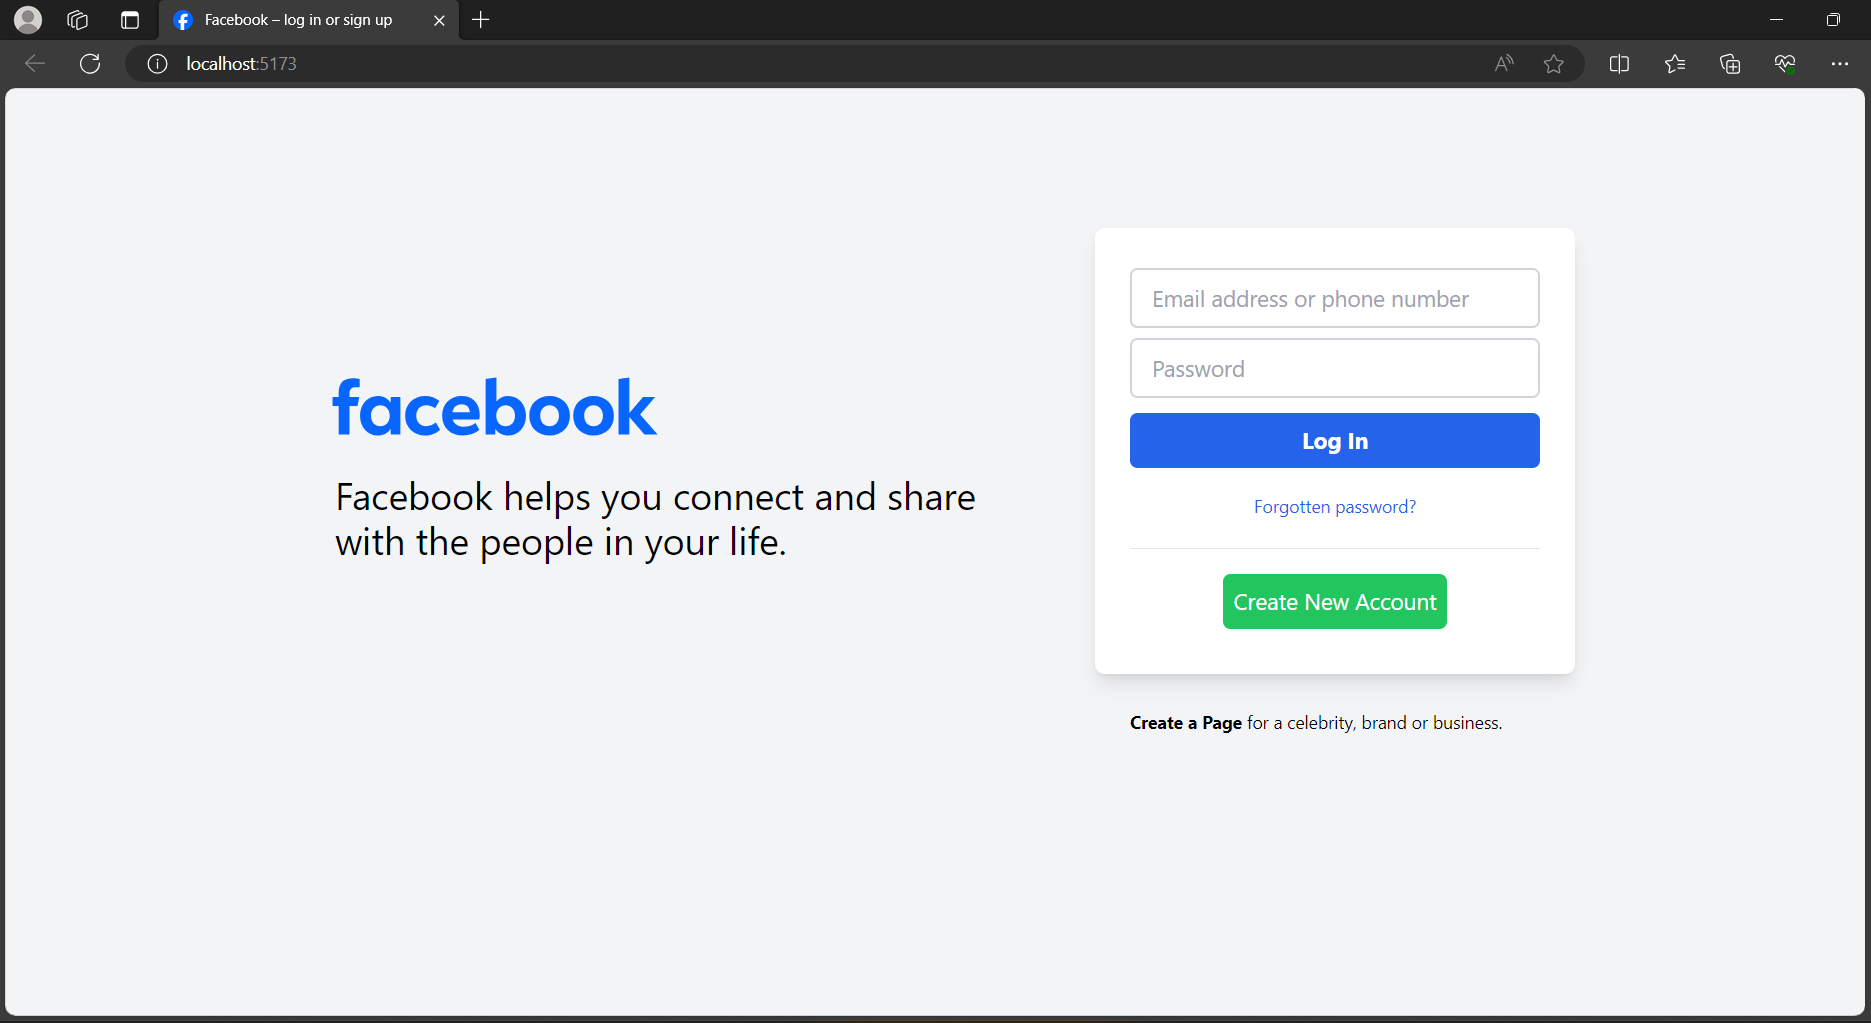 Facebook – log in or sign up
localhost:5173
facebook
Facebook helps you connect and share
with the people in your life.
Email address or phone number
Password
Log In
Forgotten password?
Create New Account
Create a Page for a celebrity, brand or business.